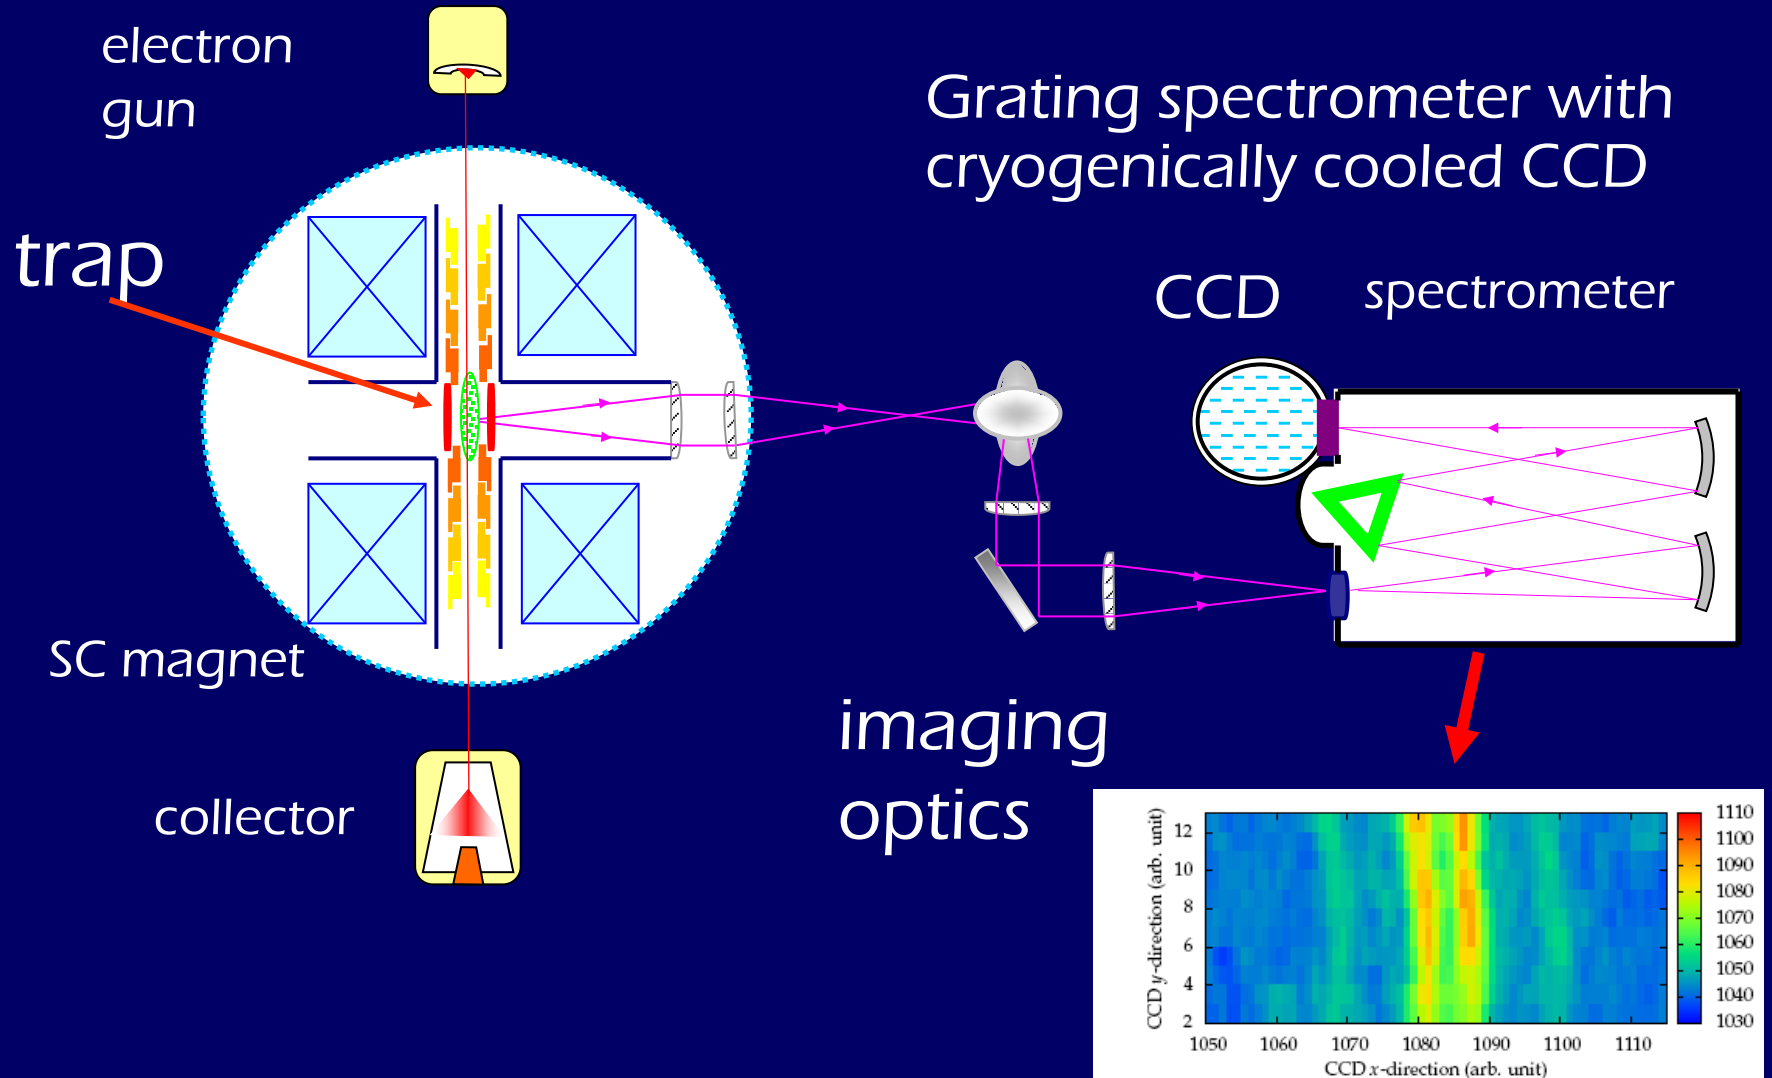 electron
gun
Grating spectrometer with
cryogenically cooled CCD
trap
CCD
spectrometer
SC magnet
imaging
optics
collector
CCD y-direction (arb. unit)
12
10
8
6
4
2
1050 1060 1070 1080 1090 1100 1110
CCD x-direction (arb. unit)
1110
1100
1090
1080
1070
1060
1050
1040
1030